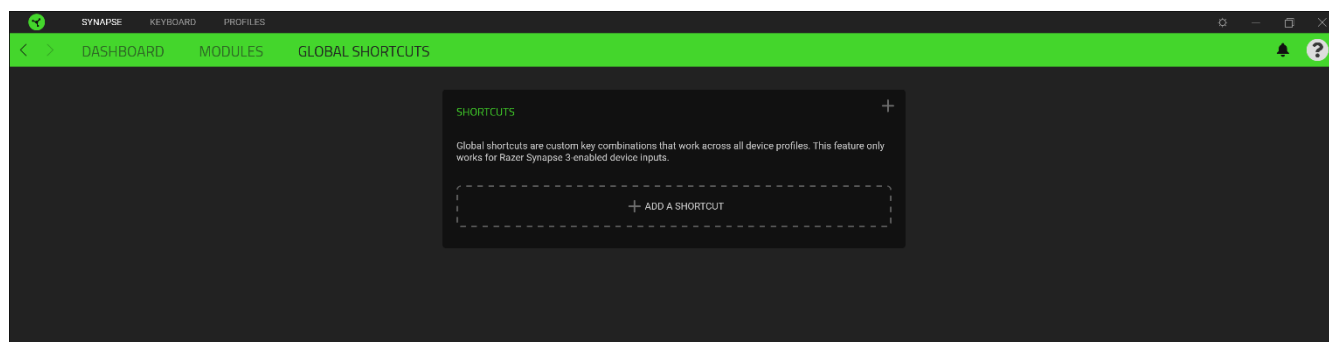 SYNAPSE KEYBOARD PROFILES
DASHBOARD MODULES GLOBAL SHORTCUTS
SHORTCUTS
Global shortcuts are custom key combinations that work across all device profiles. This feature only
works for Razer Synapse 3-enabled device inputs.
ADD A SHORTCUT